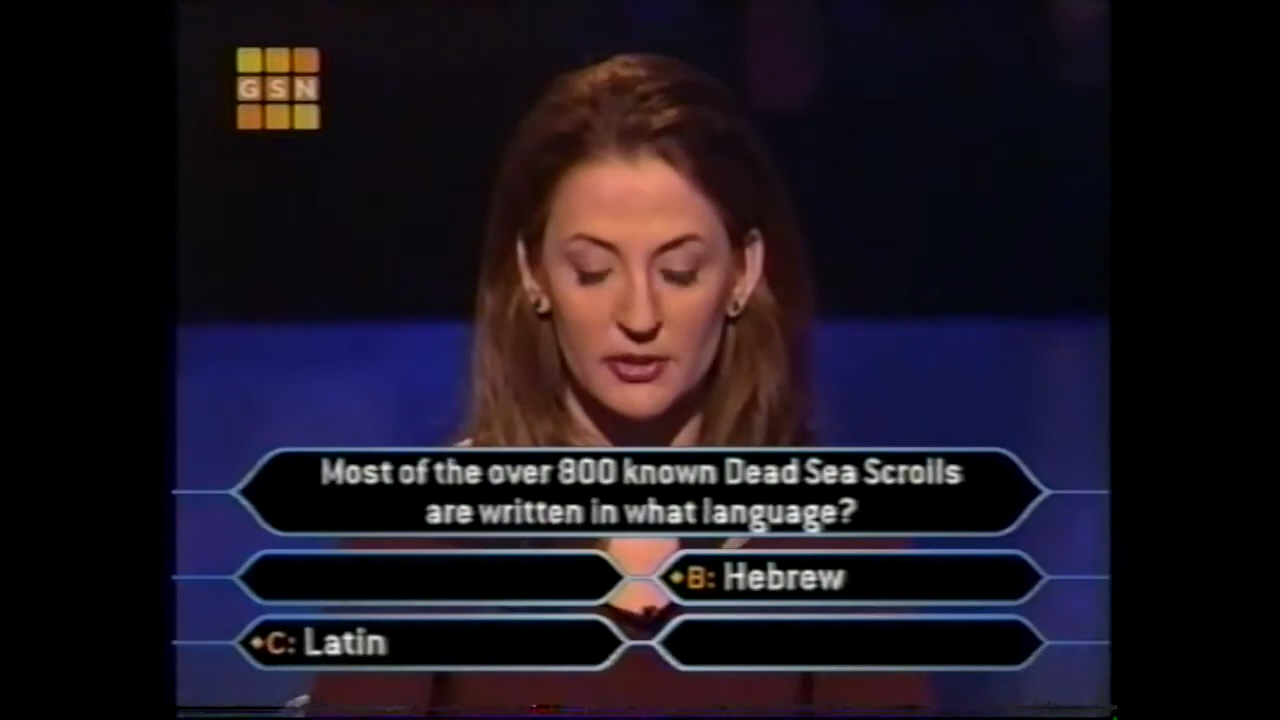 GSN
Most of the over 800 known Dead Sea Scrolls
are written in what language?
B: Hebrew
C: Latin